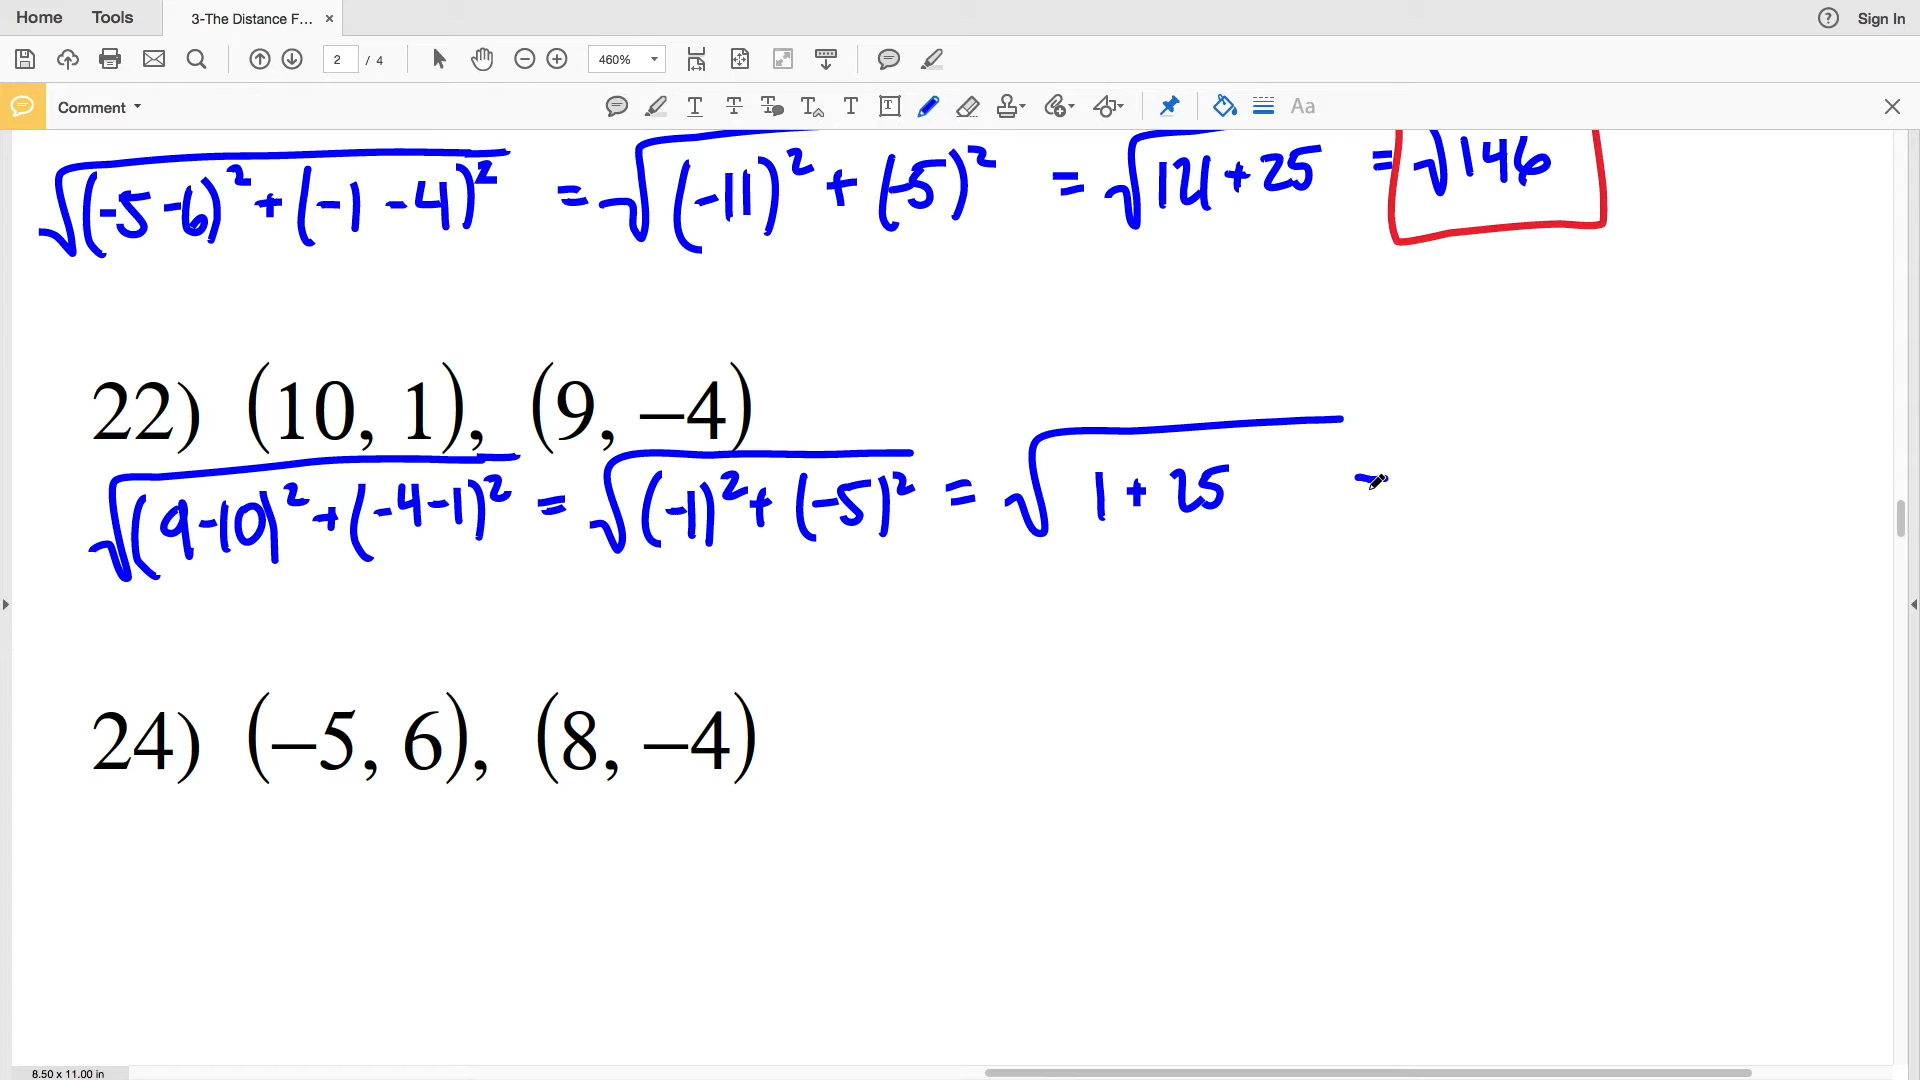 Home Tools 3-The Distance F... × Sign In
2 / 4 460%
Comment Aa
√(-5-6)² + (-1-4)² = √(-11)² + (-5)² = √121+25 = √146
22) (10, 1), (9, −4)
√(9-10)² + (-4-1)² = √(-1)² + (-5)² = √1+25 -
24) (−5, 6), (8, −4)
8.50 x 11.00 in